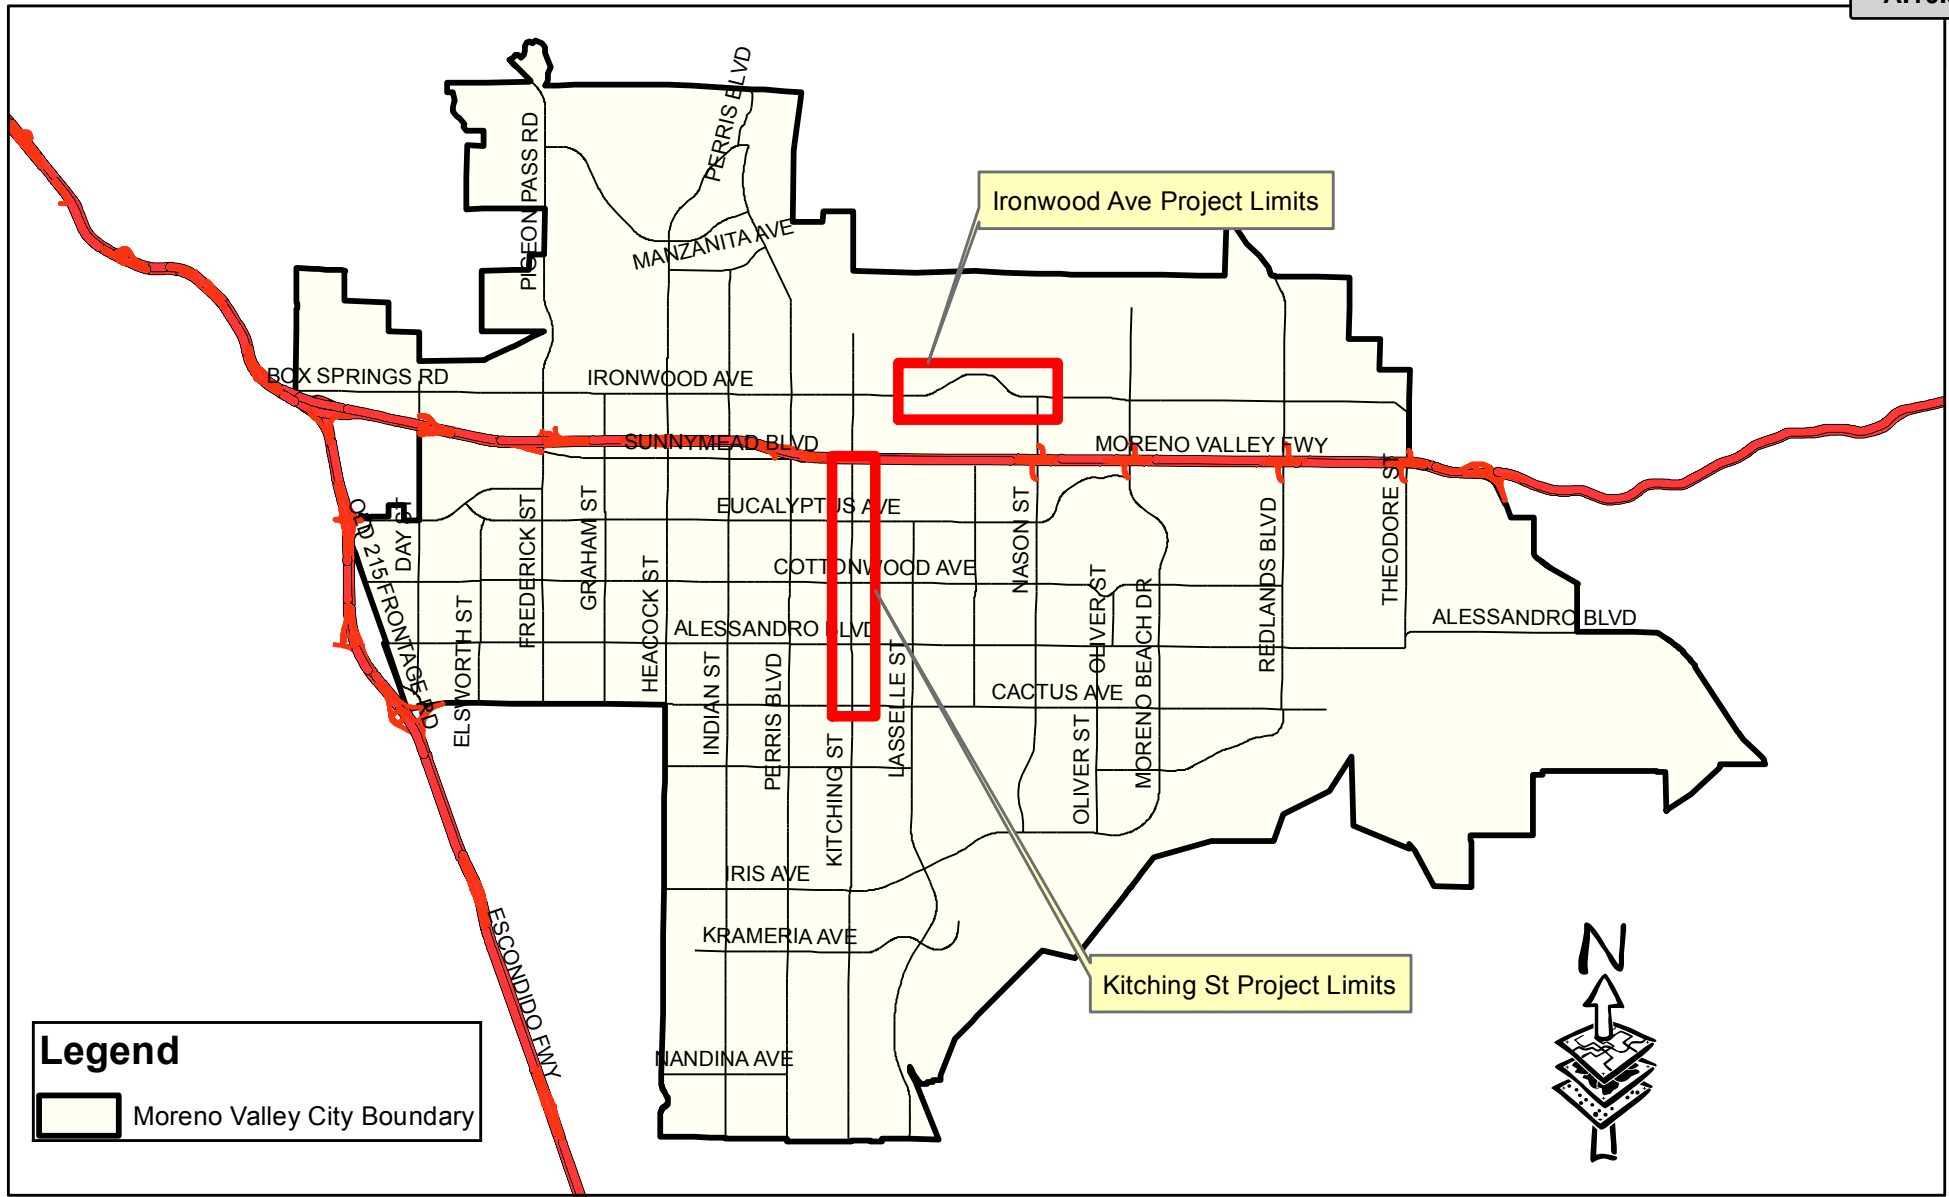 PERRIS BLVD
PIGEON PASS RD
Ironwood Ave Project Limits
MANZANITA AVE
BOX SPRINGS RD
IRONWOOD AVE
SUNNYMEAD BLVD
MORENO VALLEY FWY
EUCALYPTUS AVE
OLD 215 FRONTAGE RD
DAY ST
FREDERICK ST
GRAHAM ST
NASON ST
REDLANDS BLVD
THEODORE ST
COTTONWOOD AVE
HEACOCK ST
ELSWORTH ST
OLIVER ST
MORENO BEACH DR
ALESSANDRO BLVD
ALESSANDRO BLVD
INDIAN ST
PERRIS BLVD
LASSELLE ST
CACTUS AVE
OLIVER ST
KITCHING ST
IRIS AVE
KRAMERIA AVE
ESCONDIDO FWY
Kitching St Project Limits
NANDINA AVE
N
Legend
Moreno Valley City Boundary